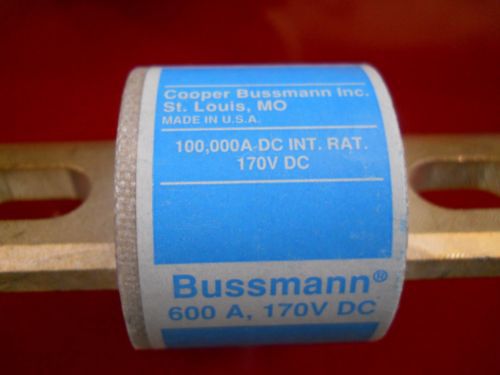 Cooper Bussmann Inc.
St. Louis, MO
MADE IN U.S.A.
100,000A DC INT. RAT.
170V DC
Bussmann®
600 A, 170V DC